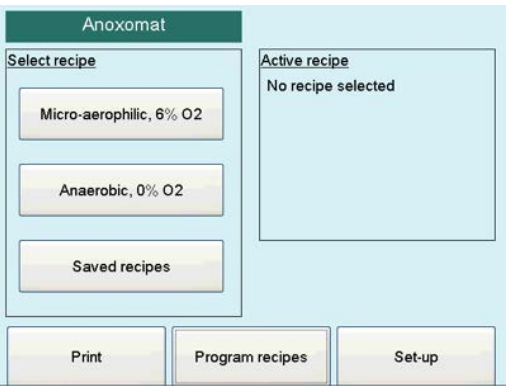 Anoxomat
Select recipe
Micro-aerophilic, 6% O2
Anaerobic, 0% O2
Saved recipes
Active recipe
No recipe selected
Print
Program recipes
Set-up